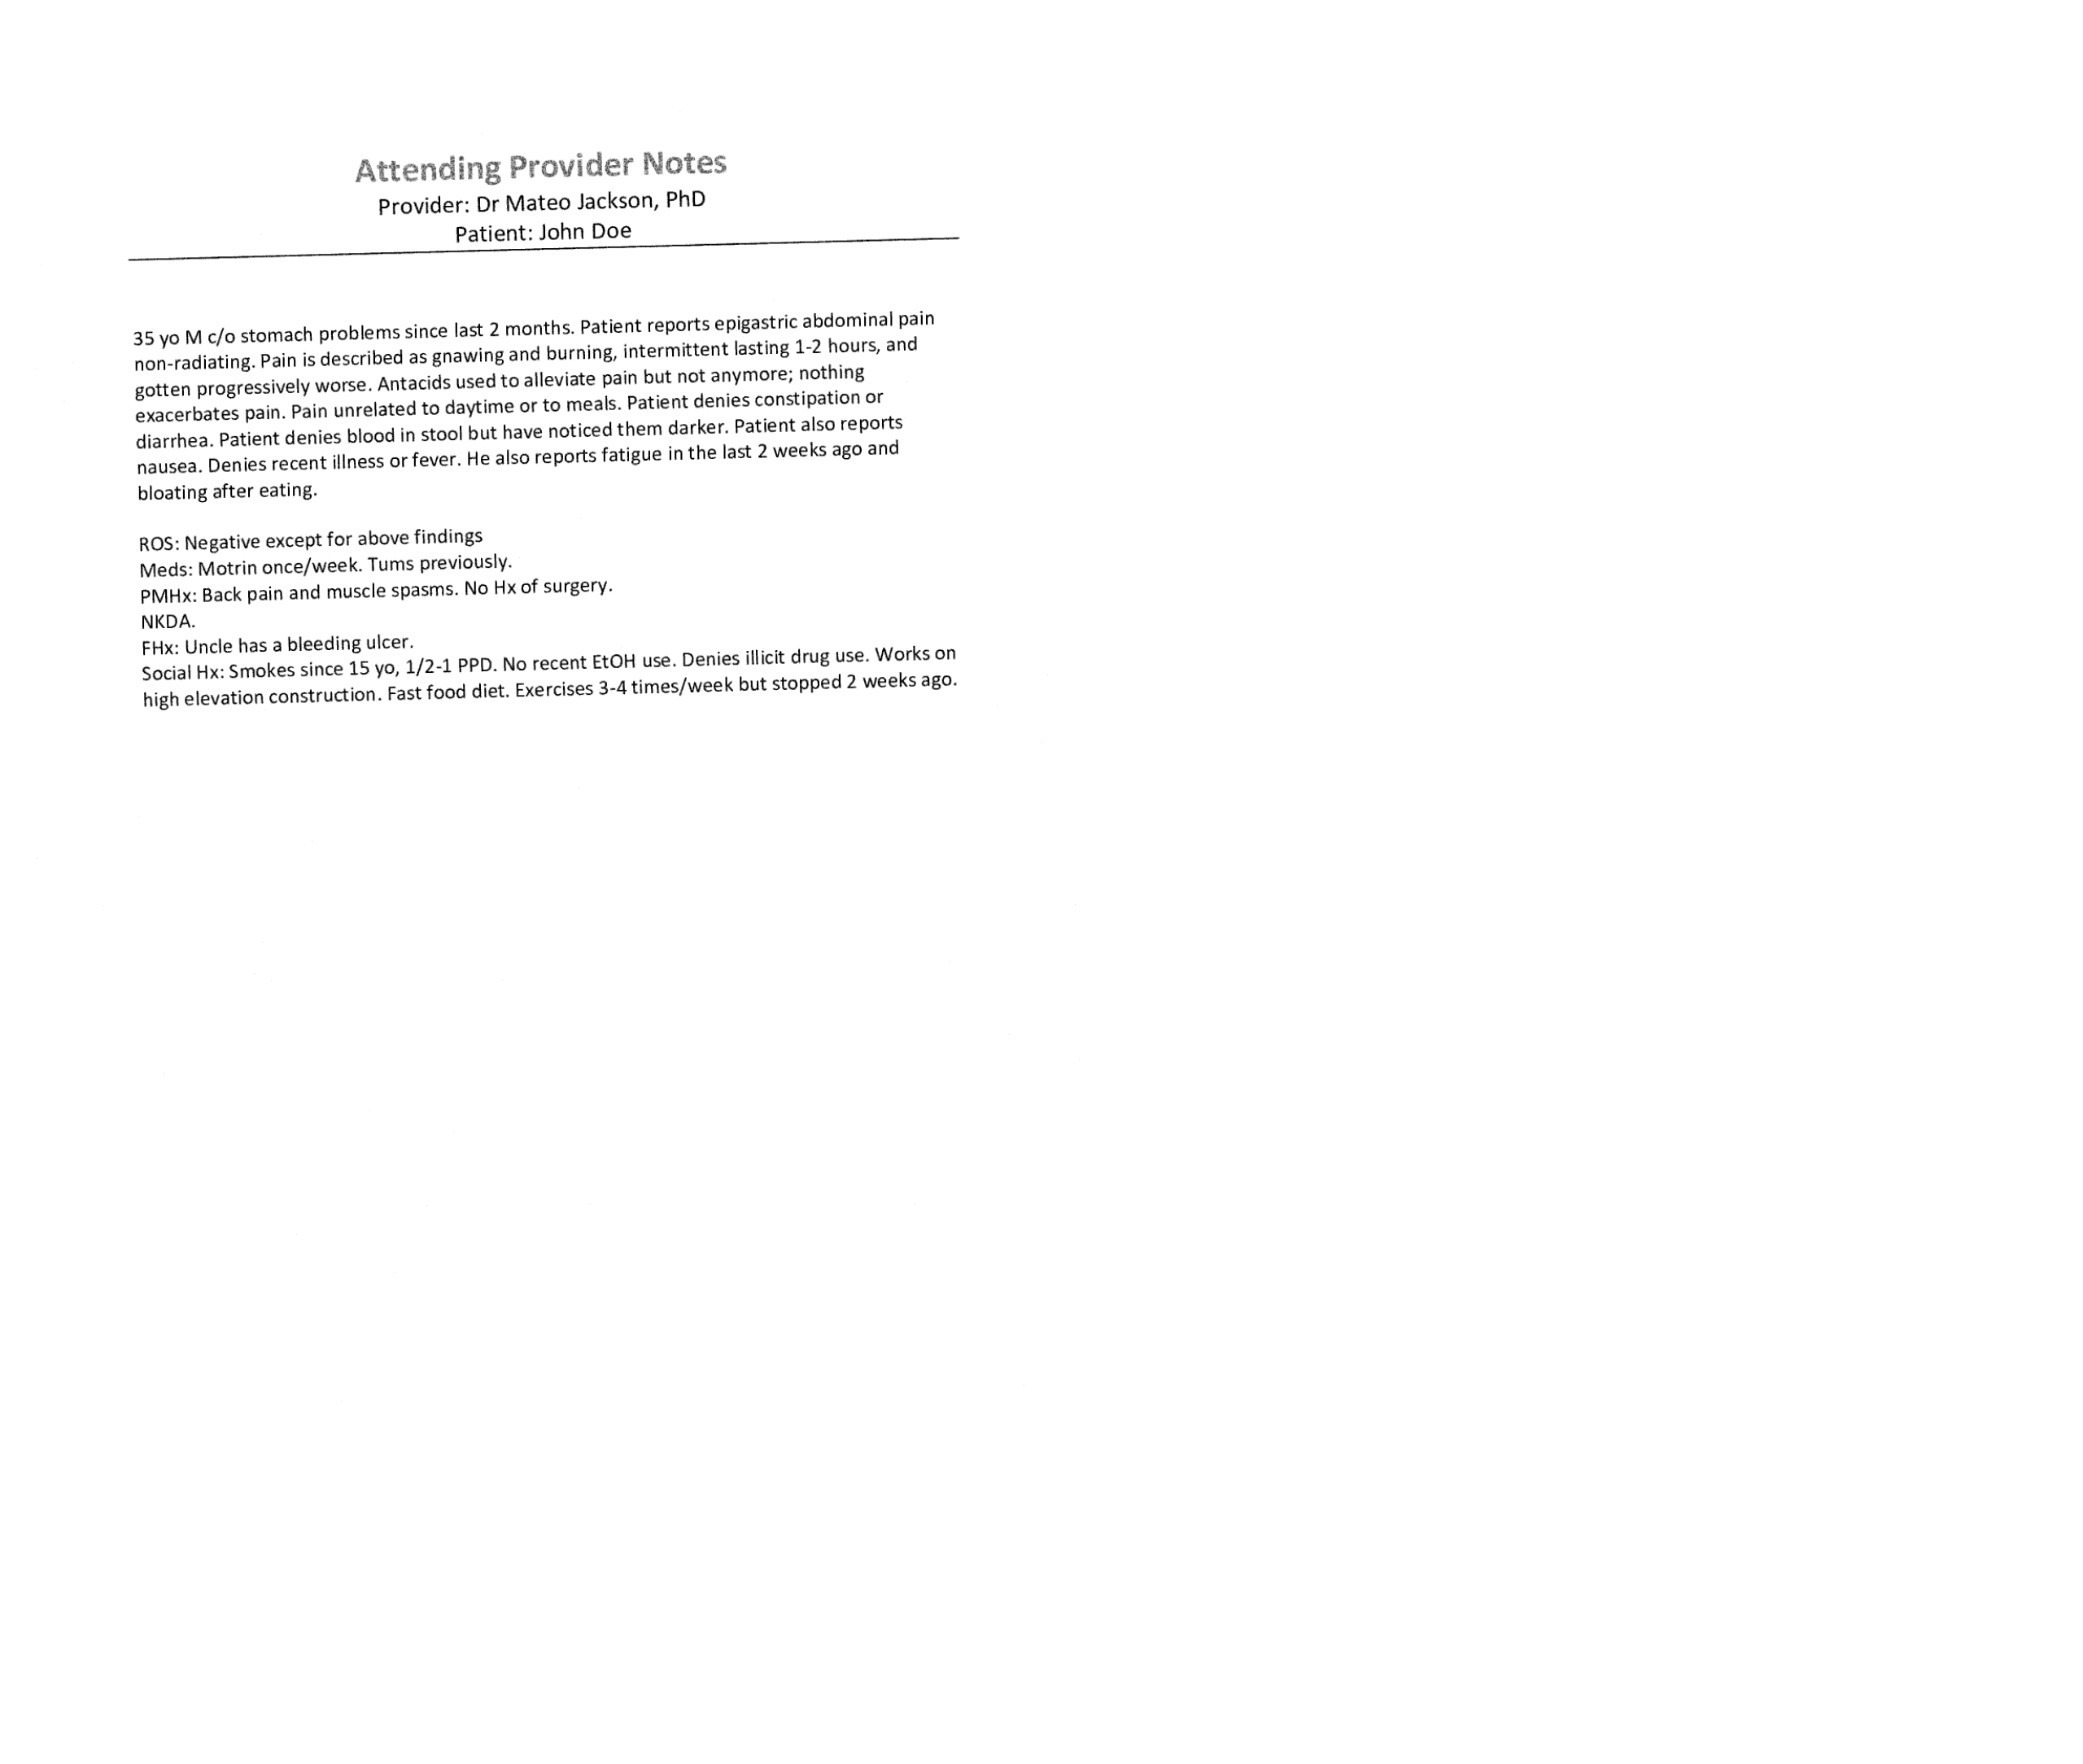 Attending Provider Notes
Provider: Dr Mateo Jackson, PhD
Patient: John Doe
35 yo M c/o stomach problems since last 2 months. Patient reports epigastric abdominal pain
non-radiating. Pain is described as gnawing and burning, intermittent lasting 1-2 hours, and
gotten progressively worse. Antacids used to alleviate pain but not anymore; nothing
exacerbates pain. Pain unrelated to daytime or to meals. Patient denies constipation or
diarrhea. Patient denies blood in stool but have noticed them darker. Patient also reports
nausea. Denies recent illness or fever. He also reports fatigue in the last 2 weeks ago and
bloating after eating.
ROS: Negative except for above findings
Meds: Motrin once/week. Tums previously.
PMHx: Back pain and muscle spasms. No Hx of surgery.
NKDA.
FHx: Uncle has a bleeding ulcer.
Social Hx: Smokes since 15 yo, 1/2-1 PPD. No recent EtOH use. Denies illicit drug use. Works on
high elevation construction. Fast food diet. Exercises 3-4 times/week but stopped 2 weeks ago.